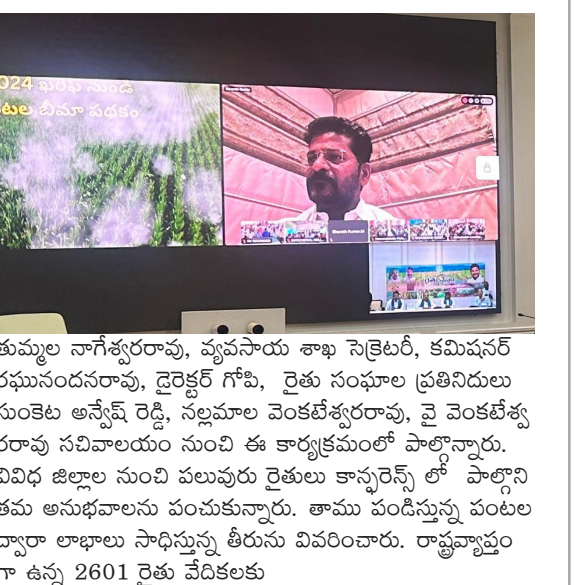 024 ఖరీఫ్ నుండి
టల బీమా పథకం
తుమ్మల నాగేశ్వరరావు, వ్యవసాయ శాఖ సెక్రెటరీ, కమిషనర్
రఘునందనరావు, డైరెక్టర్ గోపి, రైతు సంఘాల ప్రతినిదులు
సుంకెట అన్వేష్ రెడ్డి, నల్లమాల వెంకటేశ్వరరావు, వై వెంకటేశ్వ
రరావు సచివాలయం నుంచి ఈ కార్యక్రమంలో పాల్గొన్నారు.
వివిధ జిల్లాల నుంచి పలువురు రైతులు కాన్ఫరెన్స్ లో పాల్గొని
తమ అనుభవాలను పంచుకున్నారు. తాము పండిస్తున్న పంటల
ద్వారా లాభాలు సాధిస్తున్న తీరును వివరించారు. రాష్ట్రవ్యాప్తం
గా ఉన్న 2601 రైతు వేదికలకు